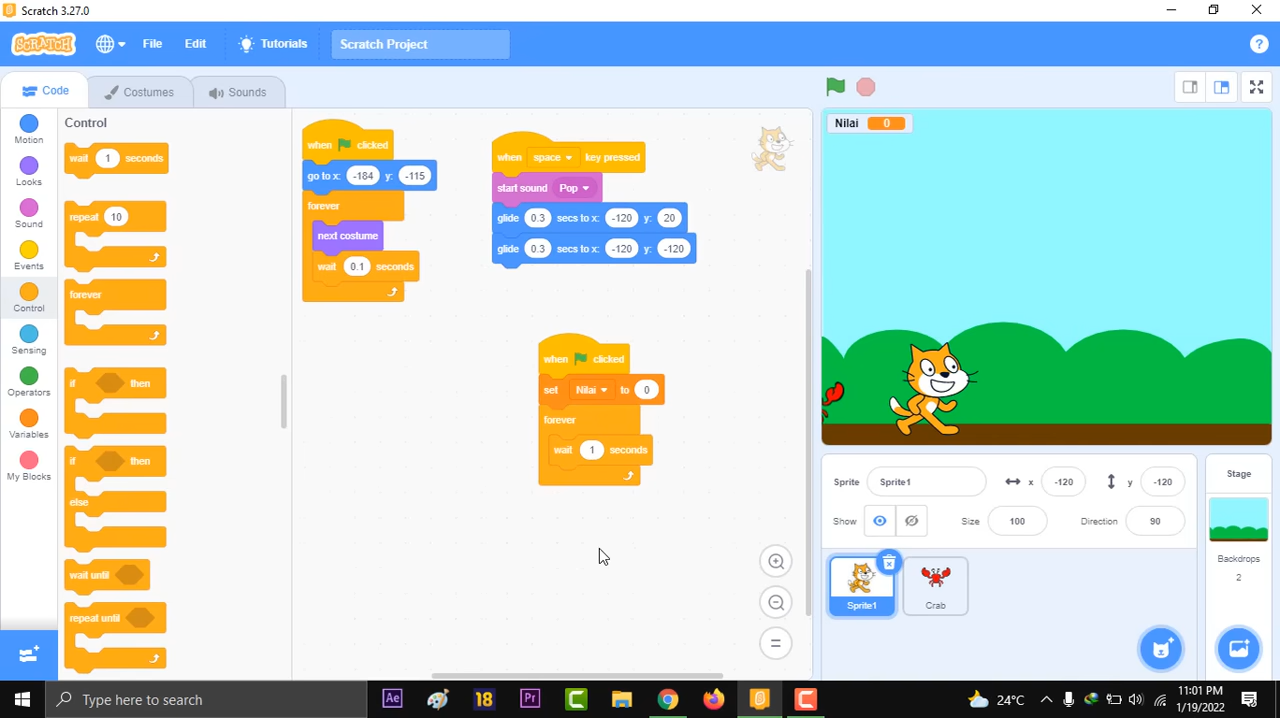 Scratch 3.27.0
SCRATCH File Edit Tutorials Scratch Project ?
Code Costumes Sounds
Motion
Looks
Sound
Events
Control
Sensing
Operators
Variables
My Blocks
Control
wait 1 seconds
repeat 10
forever
if then
if then
else
wait until
repeat until
when clicked
go to x: -184 y: -115
forever
next costume
wait 0.1 seconds
when space key pressed
start sound Pop
glide 0.3 secs to x: -120 y: 20
glide 0.3 secs to x: -120 y: -120
when clicked
set Nilai to 0
forever
wait 1 seconds
Nilai 0
Sprite Sprite1 x -120 y -120
Show Size 100 Direction 90
Sprite1
Crab
Stage
Backdrops
2
Type here to search
Ae 18 Pr C C
24°C
11:01 PM
1/19/2022